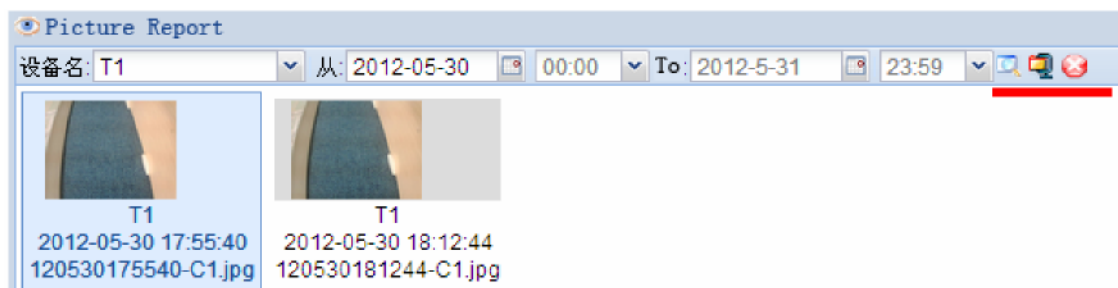 Picture Report
设备名: T1 从: 2012-05-30 00:00 To: 2012-5-31 23:59
T1 T1
2012-05-30 17:55:40 2012-05-30 18:12:44
120530175540-C1.jpg 120530181244-C1.jpg